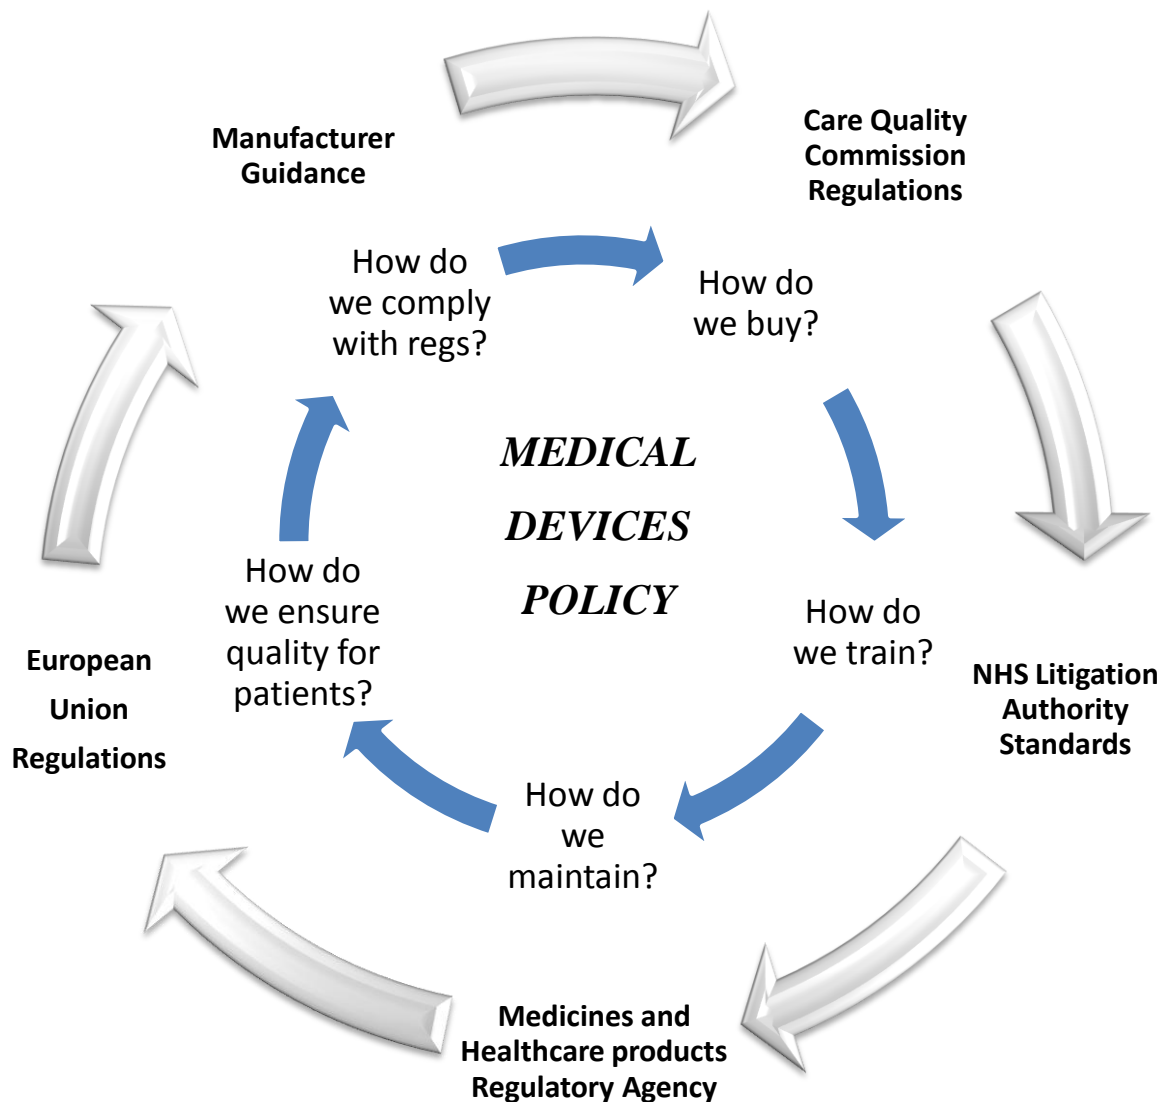 Manufacturer
Guidance
Care Quality
Commission
Regulations
How do
we comply
with regs?
How do
we buy?
MEDICAL
DEVICES
POLICY
How do
we ensure
quality for
patients?
How do
we train?
European
Union
Regulations
NHS Litigation
Authority
Standards
How do
we
maintain?
Medicines and
Healthcare products
Regulatory Agency